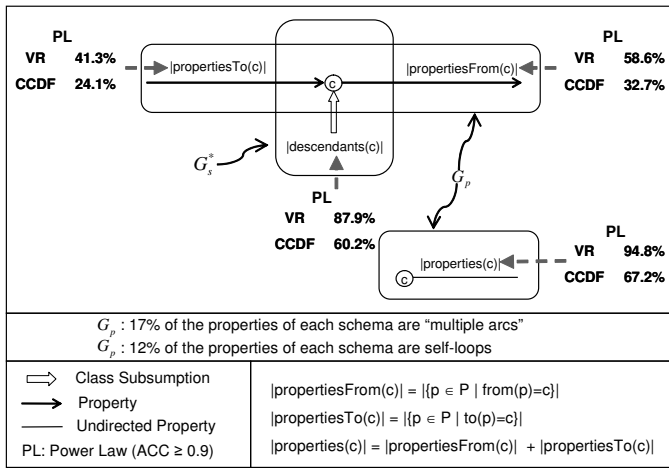 PL
VR 41.3%
CCDF 24.1%
|propertiesTo(c)|
c
|propertiesFrom(c)|
PL
VR 58.6%
CCDF 32.7%
|descendants(c)|
G*s
Gp
PL
VR 87.9%
CCDF 60.2%
|properties(c)|
c
PL
VR 94.8%
CCDF 67.2%
Gp : 17% of the properties of each schema are “multiple arcs”
Gp : 12% of the properties of each schema are self-loops
Class Subsumption
Property
Undirected Property
PL: Power Law (ACC ≥ 0.9)
|propertiesFrom(c)| = |{p ∈ P | from(p)=c}|
|propertiesTo(c)| = |{p ∈ P | to(p)=c}|
|properties(c)| = |propertiesFrom(c)| + |propertiesTo(c)|